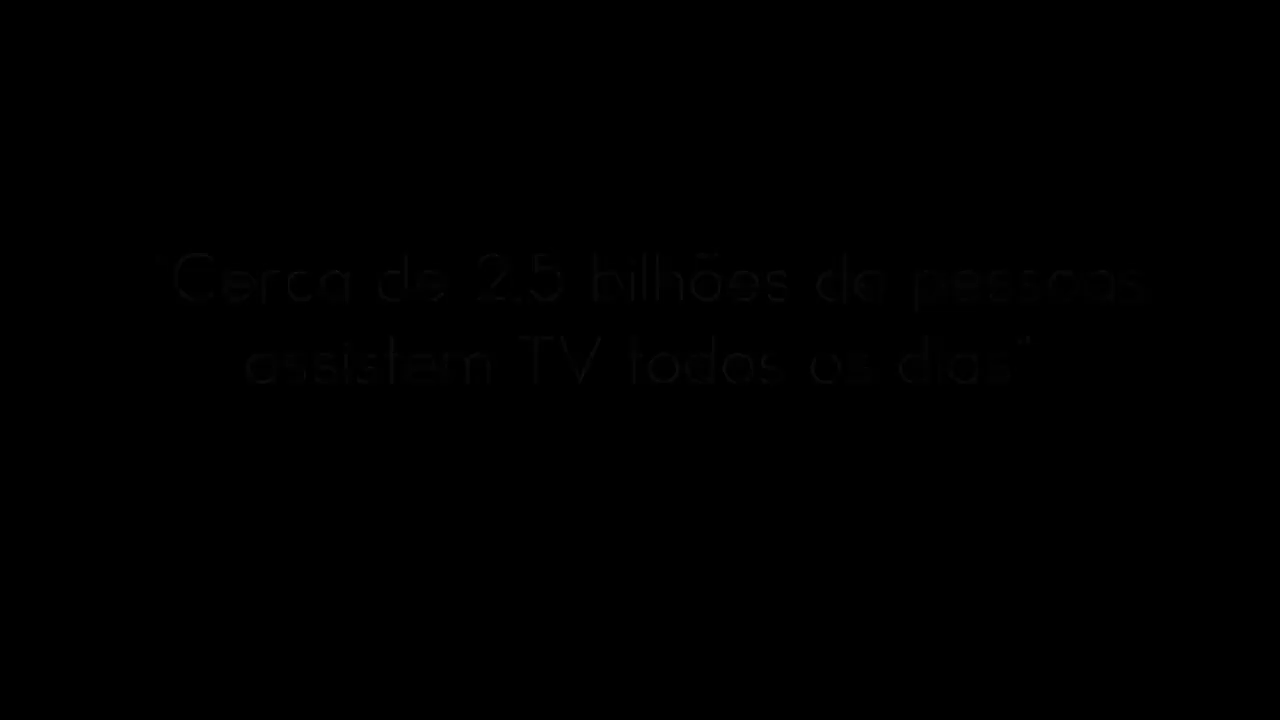 "Cerca de 2,5 bilhões de pessoas
assistem TV todos os dias"